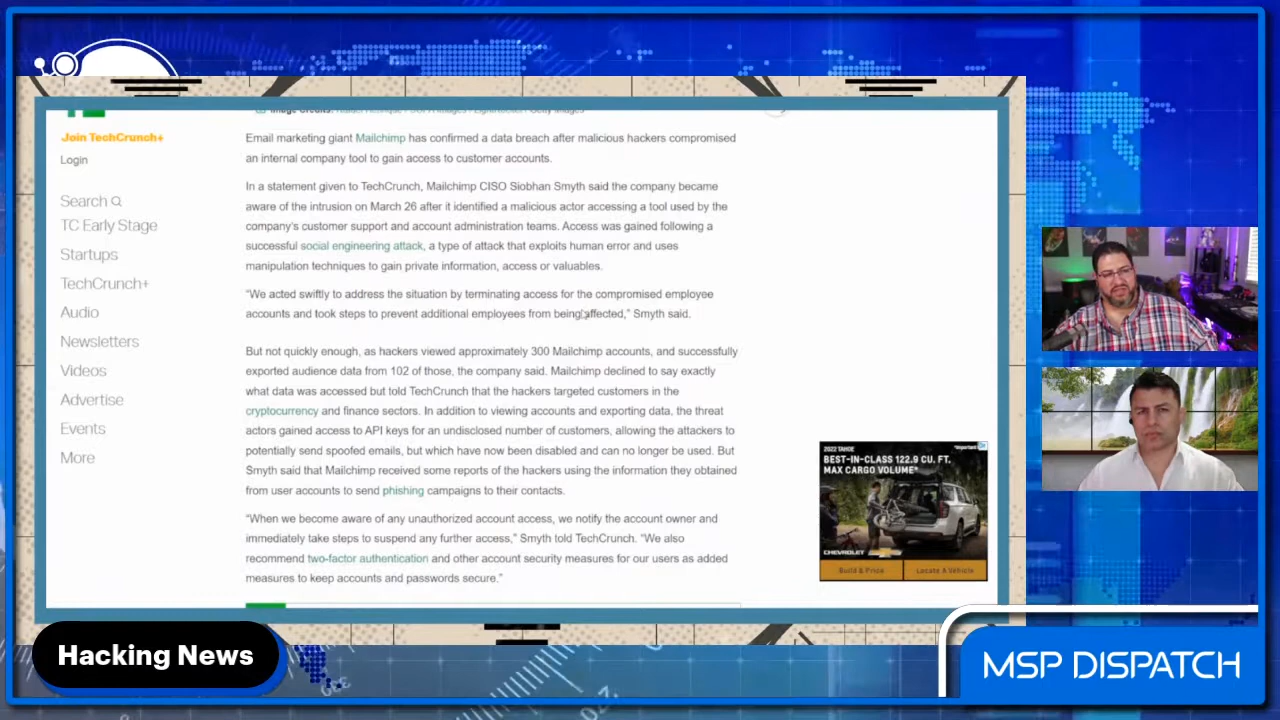 Join TechCrunch+
Login
Search
TC Early Stage
Startups
TechCrunch+
Audio
Newsletters
Videos
Advertise
Events
More
Image Credits:
Email marketing giant Mailchimp has confirmed a data breach after malicious hackers compromised
an internal company tool to gain access to customer accounts.
In a statement given to TechCrunch, Mailchimp CISO Siobhan Smyth said the company became
aware of the intrusion on March 26 after it identified a malicious actor accessing a tool used by the
company’s customer support and account administration teams. Access was gained following a
successful social engineering attack, a type of attack that exploits human error and uses
manipulation techniques to gain private information, access or valuables.
“We acted swiftly to address the situation by terminating access for the compromised employee
accounts and took steps to prevent additional employees from being affected,” Smyth said.
But not quickly enough, as hackers viewed approximately 300 Mailchimp accounts, and successfully
exported audience data from 102 of those, the company said. Mailchimp declined to say exactly
what data was accessed but told TechCrunch that the hackers targeted customers in the
cryptocurrency and finance sectors. In addition to viewing accounts and exporting data, the threat
actors gained access to API keys for an undisclosed number of customers, allowing the attackers to
potentially send spoofed emails, but which have now been disabled and can no longer be used. But
Smyth said that Mailchimp received some reports of the hackers using the information they obtained
from user accounts to send phishing campaigns to their contacts.
“When we become aware of any unauthorized account access, we notify the account owner and
immediately take steps to suspend any further access,” Smyth told TechCrunch. “We also
recommend two-factor authentication and other account security measures for our users as added
measures to keep accounts and passwords secure.”
2022 TAHOE
BEST-IN-CLASS 122.9 CU. FT.
MAX CARGO VOLUME*
CHEVROLET
Build & Price
Locate A Vehicle
Hacking News
MSP DISPATCH